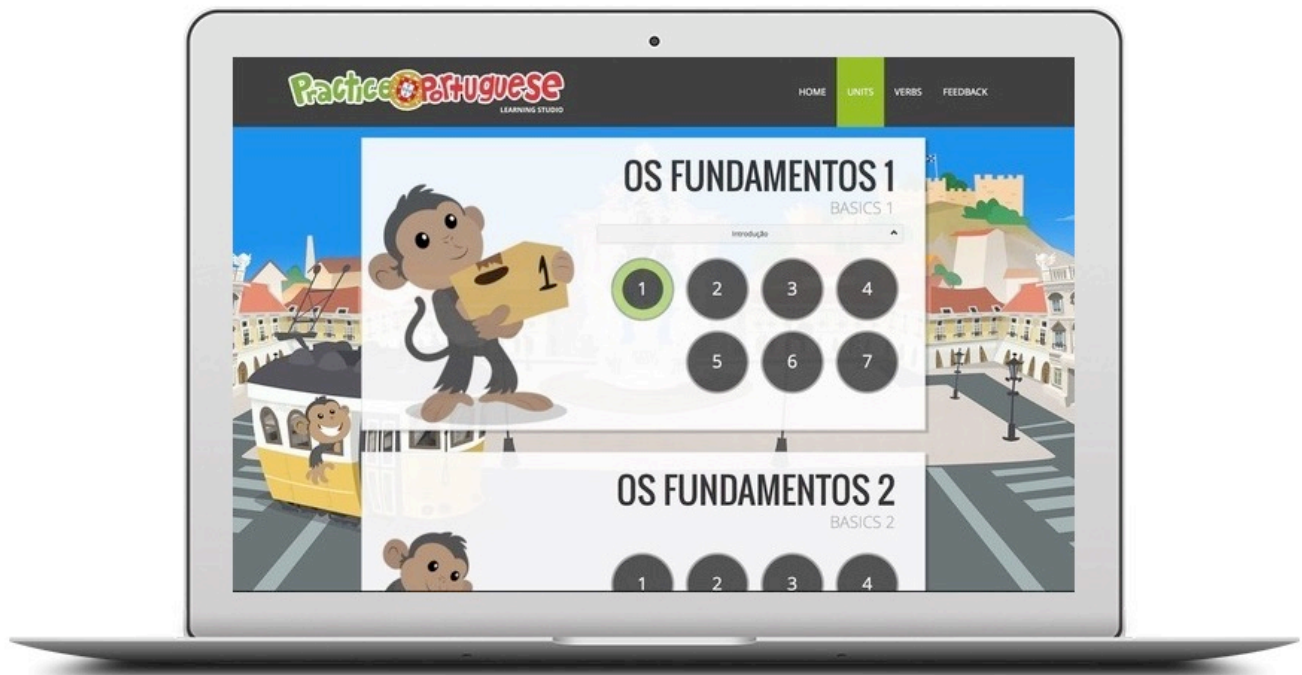 Practice Portuguese
LEARNING STUDIO
HOME UNITS VERBS FEEDBACK
OS FUNDAMENTOS 1
BASICS 1
Introdução
1
1 2 3 4
5 6 7
OS FUNDAMENTOS 2
BASICS 2
1 2 3 4